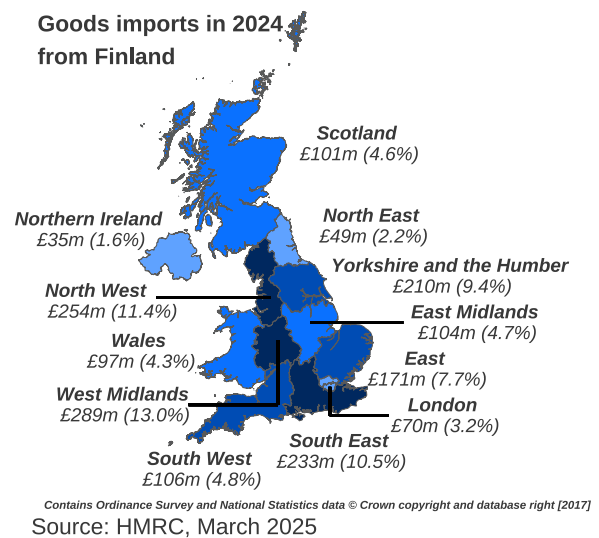 Goods imports in 2024
from Finland
Scotland
£101m (4.6%)
Northern Ireland
£35m (1.6%)
North East
£49m (2.2%)
Yorkshire and the Humber
£210m (9.4%)
North West
£254m (11.4%)
East Midlands
£104m (4.7%)
Wales
£97m (4.3%)
East
£171m (7.7%)
West Midlands
£289m (13.0%)
London
£70m (3.2%)
South East
£233m (10.5%)
South West
£106m (4.8%)
Contains Ordinance Survey and National Statistics data © Crown copyright and database right [2017]
Source: HMRC, March 2025